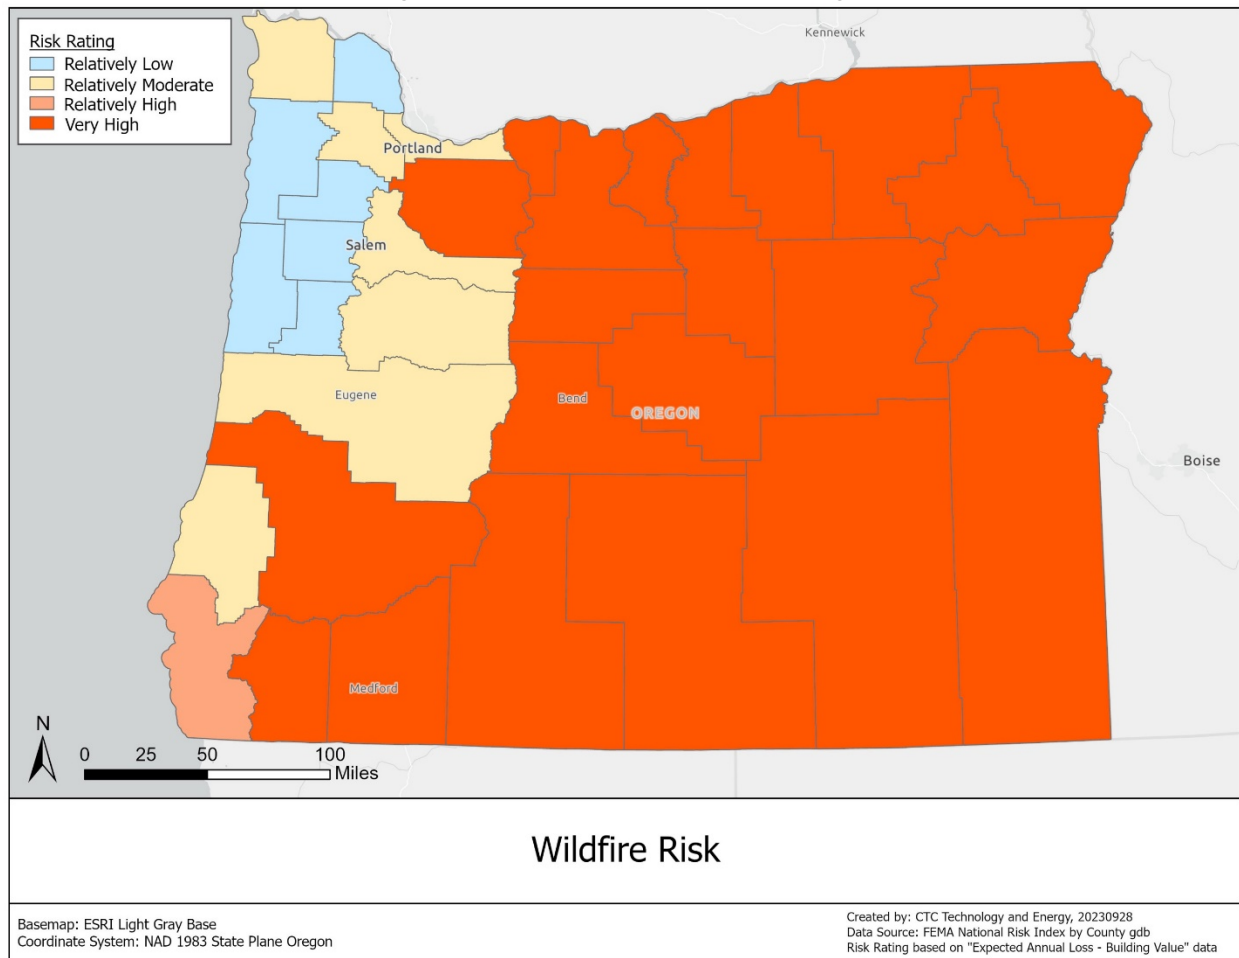 Risk Rating
Relatively Low
Relatively Moderate
Relatively High
Very High
Kennewick
Portland
Salem
Eugene
Bend
OREGON
Boise
Medford
N
0 25 50 100
Miles
Wildfire Risk
Basemap: ESRI Light Gray Base
Coordinate System: NAD 1983 State Plane Oregon
Created by: CTC Technology and Energy, 20230928
Data Source: FEMA National Risk Index by County gdb
Risk Rating based on "Expected Annual Loss - Building Value" data